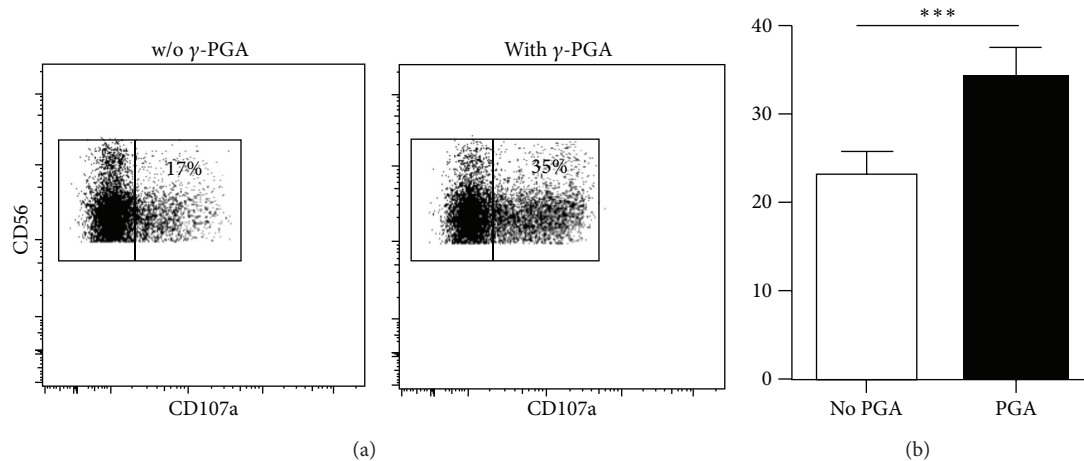 w/o γ-PGA
17%
CD56
CD107a
With γ-PGA
35%
CD107a
(a)
***
40
30
20
10
0
No PGA
PGA
(b)